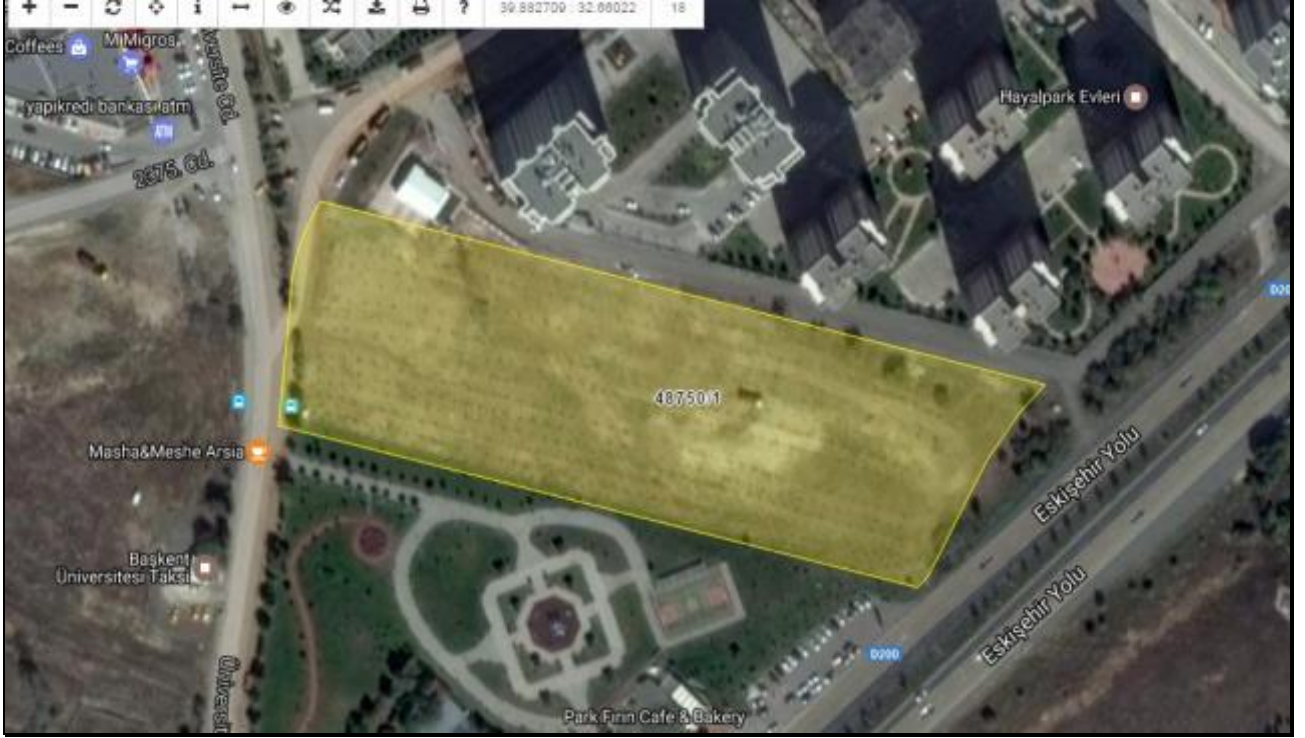 39.882709 : 32.66022
18
Coffees
M Migros
yapıkredi bankası atm
ATM
2375. Cd.
Hayalpark Evleri
48750/1
Masha&Meshe Arsia
Başkent
Üniversitesi Taksi
Eskişehir Yolu
Eskişehir Yolu
D200
Park Fırın Cafe & Bakery